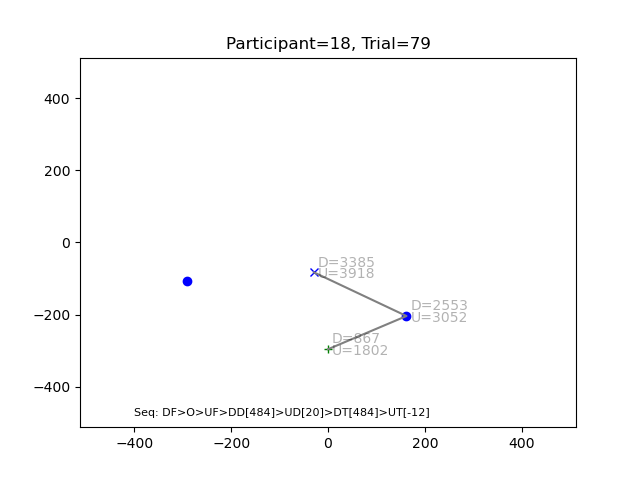 Participant=18, Trial=79
400
200
0
−200
−400
D=3385
U=3918
D=2553
U=3052
D=867
U=1802
Seq: DF>O>UF>DD[484]>UD[20]>DT[484]>UT[-12]
−400 −200 0 200 400